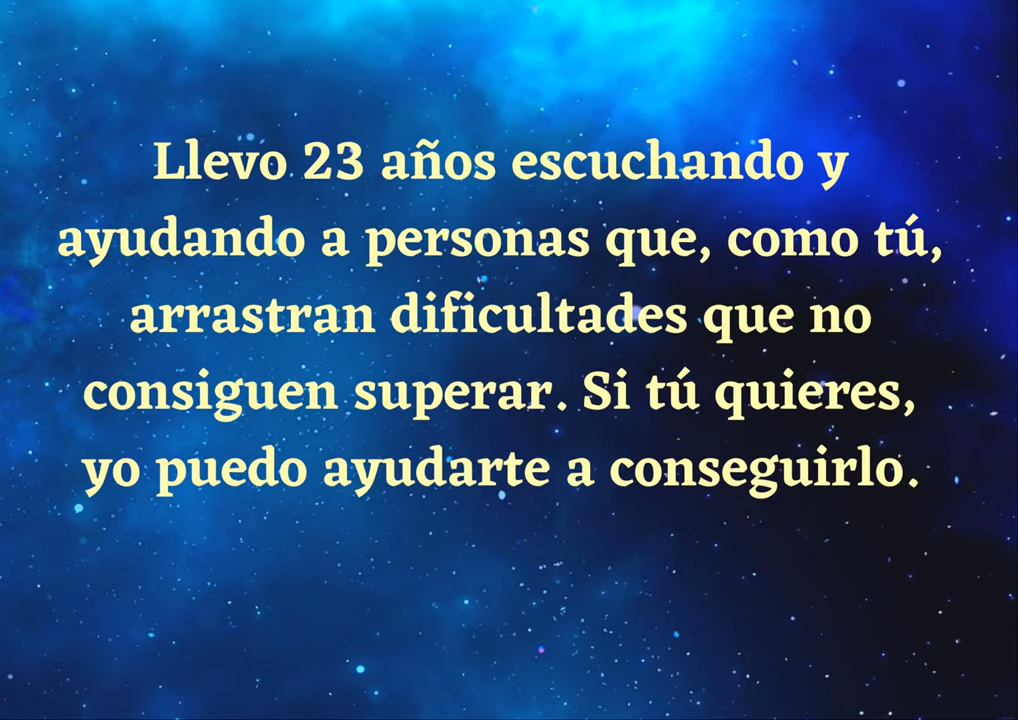 Llevo 23 años escuchando y
ayudando a personas que, como tú,
arrastran dificultades que no
consiguen superar. Si tú quieres,
yo puedo ayudarte a conseguirlo.